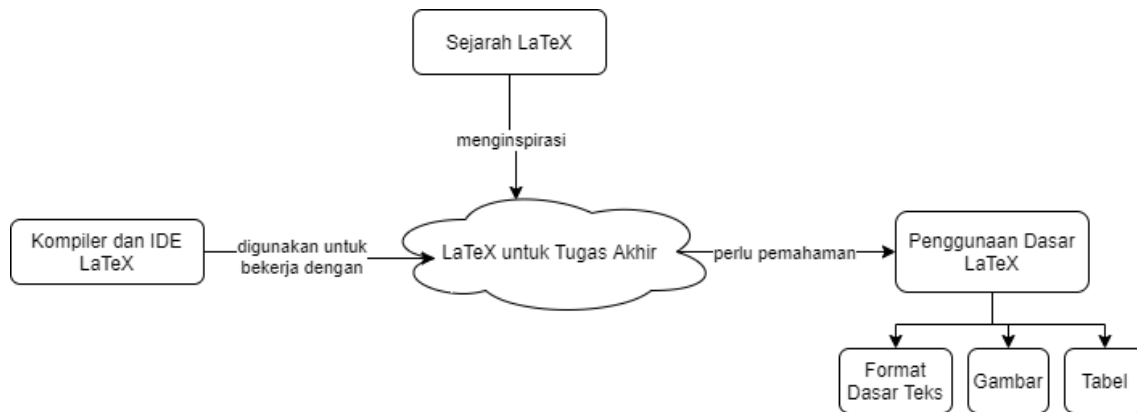 Sejarah LaTeX
menginspirasi
Kompiler dan IDE
LaTeX
digunakan untuk
bekerja dengan
LaTeX untuk Tugas Akhir
perlu pemahaman
Penggunaan Dasar
LaTeX
Format
Dasar Teks
Gambar
Tabel